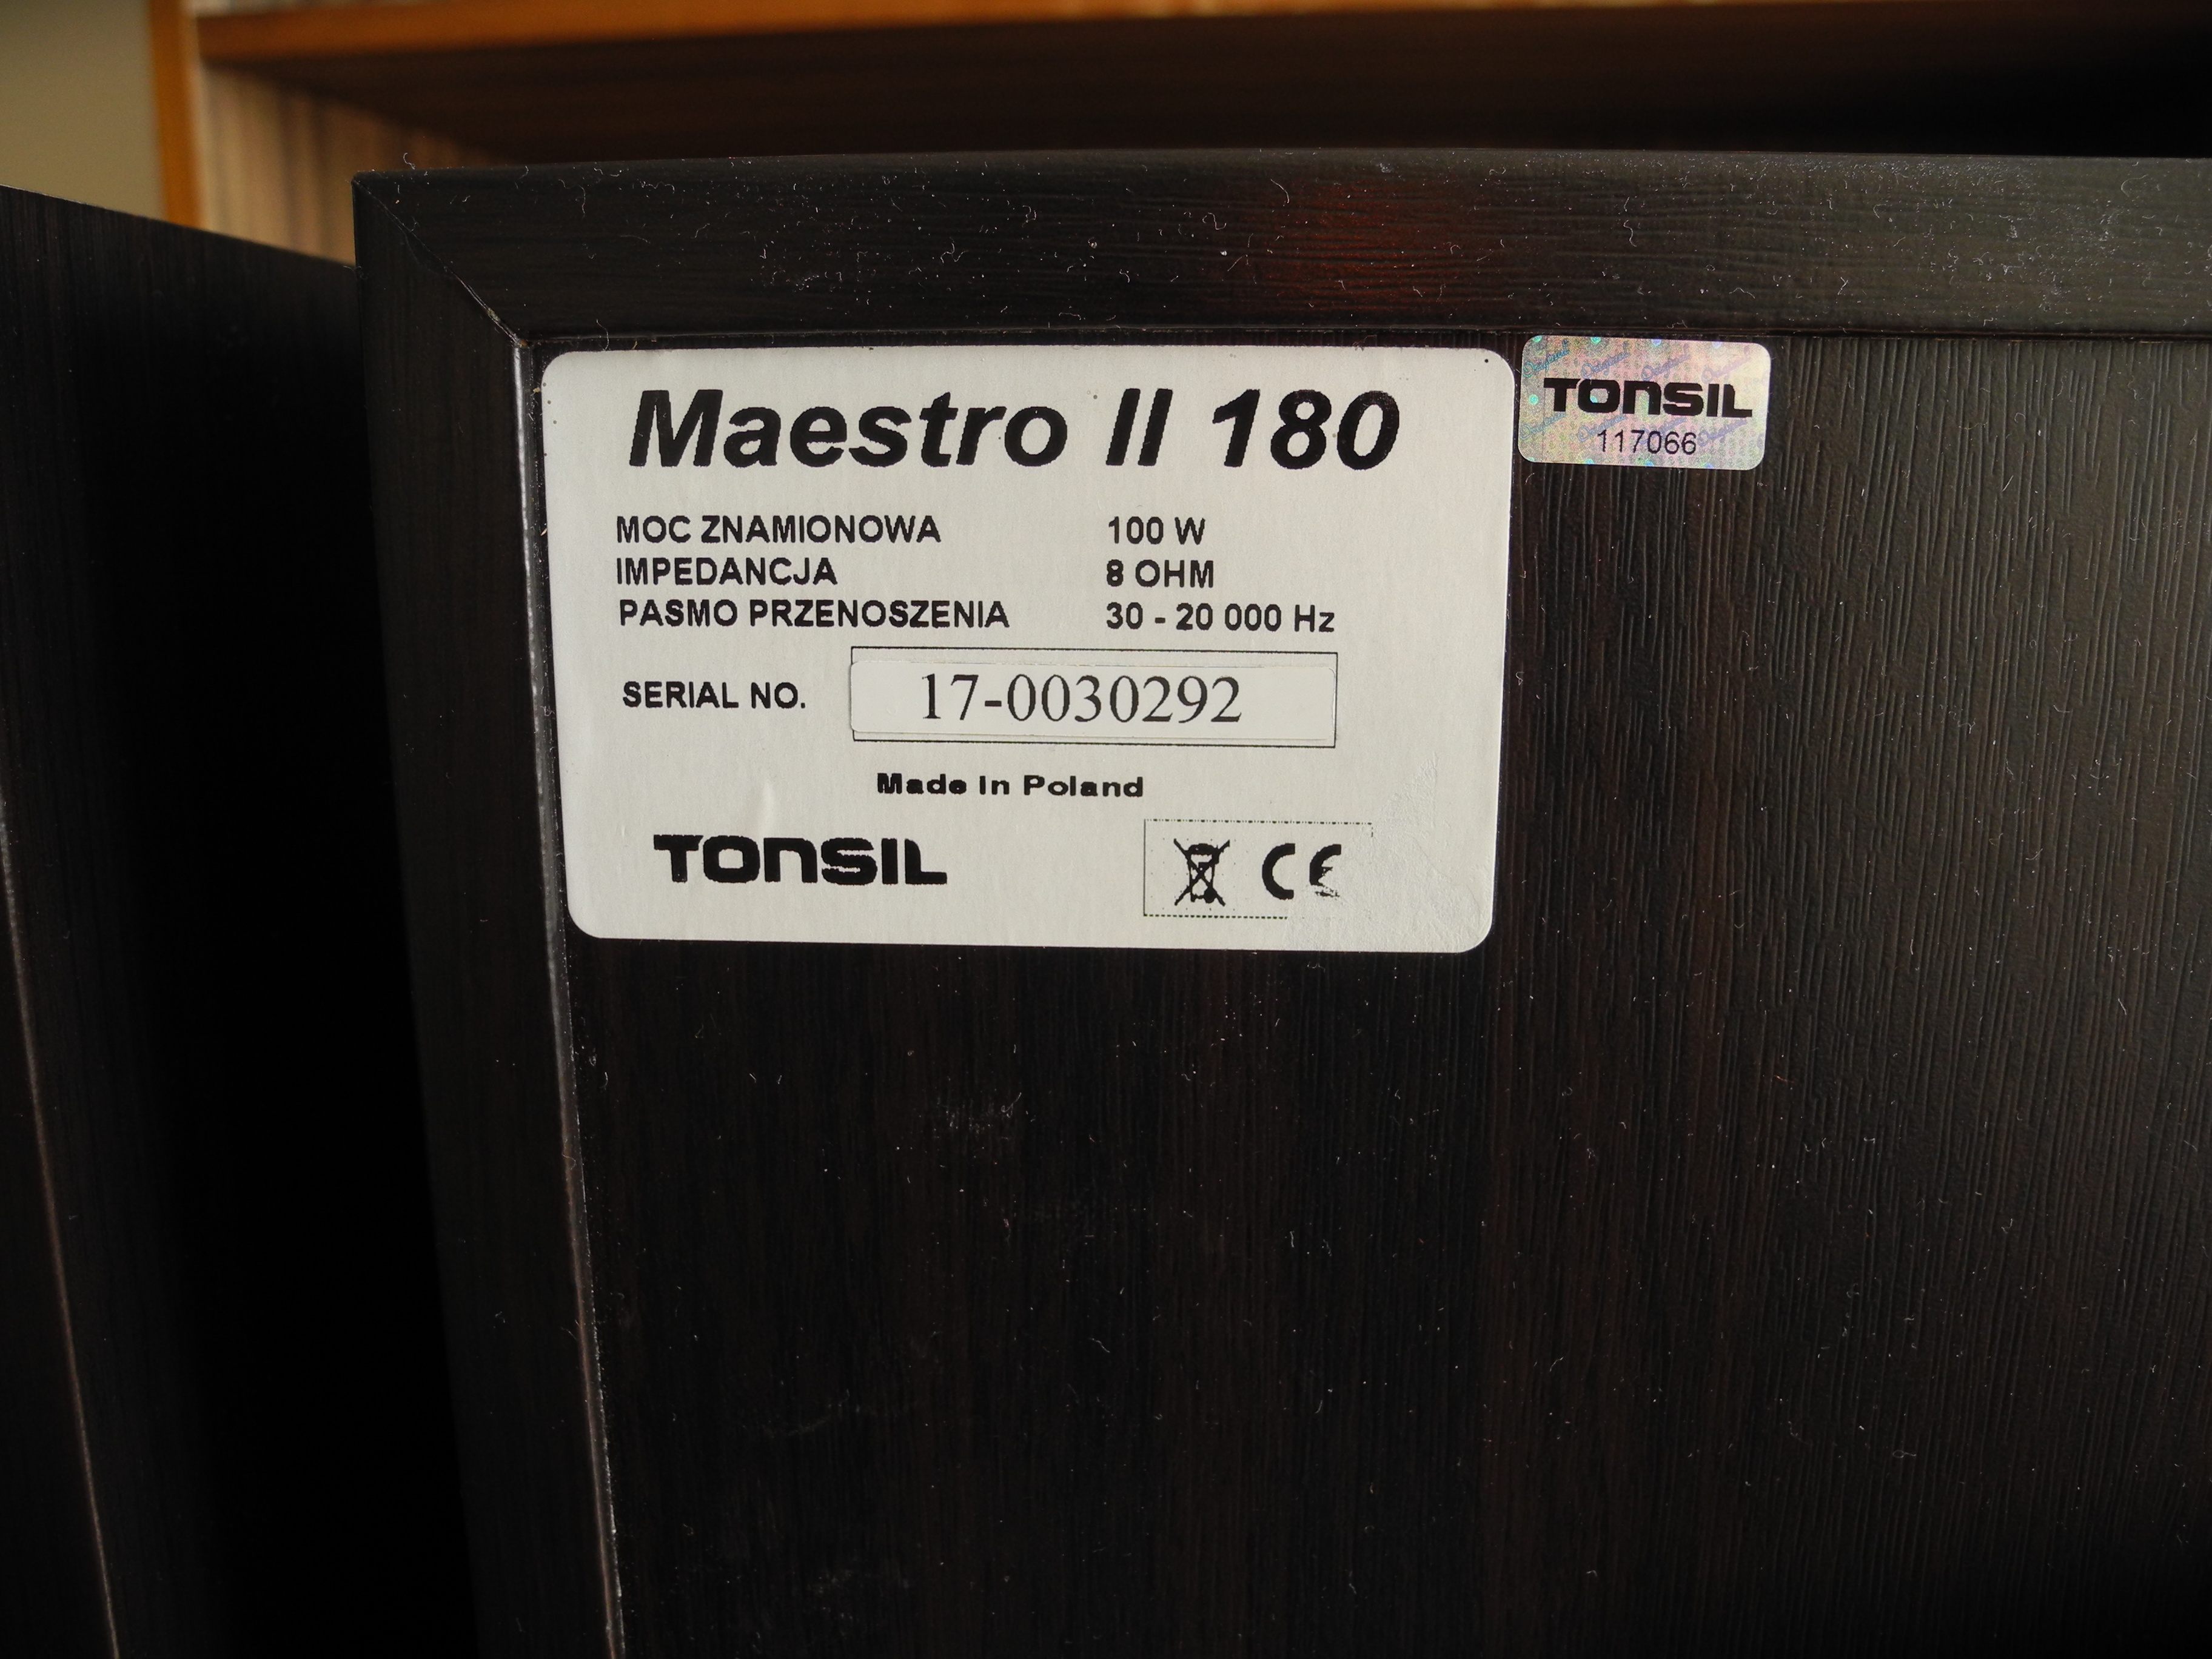 Maestro II 180
MOC ZNAMIONOWA 100 W
IMPEDANCJA 8 OHM
PASMO PRZENOSZENIA 30 - 20 000 Hz
SERIAL NO. 17-0030292
Made In Poland
TONSIL
CE
TONSIL
117066